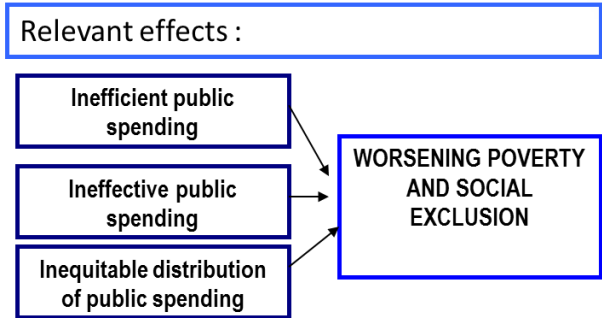 Relevant effects :
Inefficient public
spending
Ineffective public
spending
Inequitable distribution
of public spending
WORSENING POVERTY
AND SOCIAL
EXCLUSION